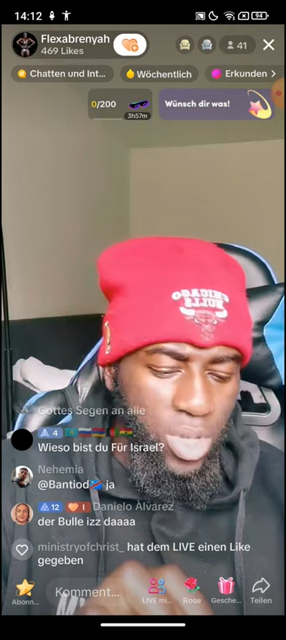 14:12
94
Flexabrenyah
469 Likes
41
Chatten und Int...
Wöchentlich
Erkunden >
0/200
3h57m
Wünsch dir was!
CHICAGO
BULLS
Gottes Segen an alle
4
Wieso bist du Für Israel?
Nehemia
@Bantiod ja
12 I Danielo Alvarez
der Bulle izz daaaa
ministryofchrist_ hat dem LIVE einen Like
gegeben
Abonn...
Komment...
LIVE mi...
Rose
Gesche...
Teilen